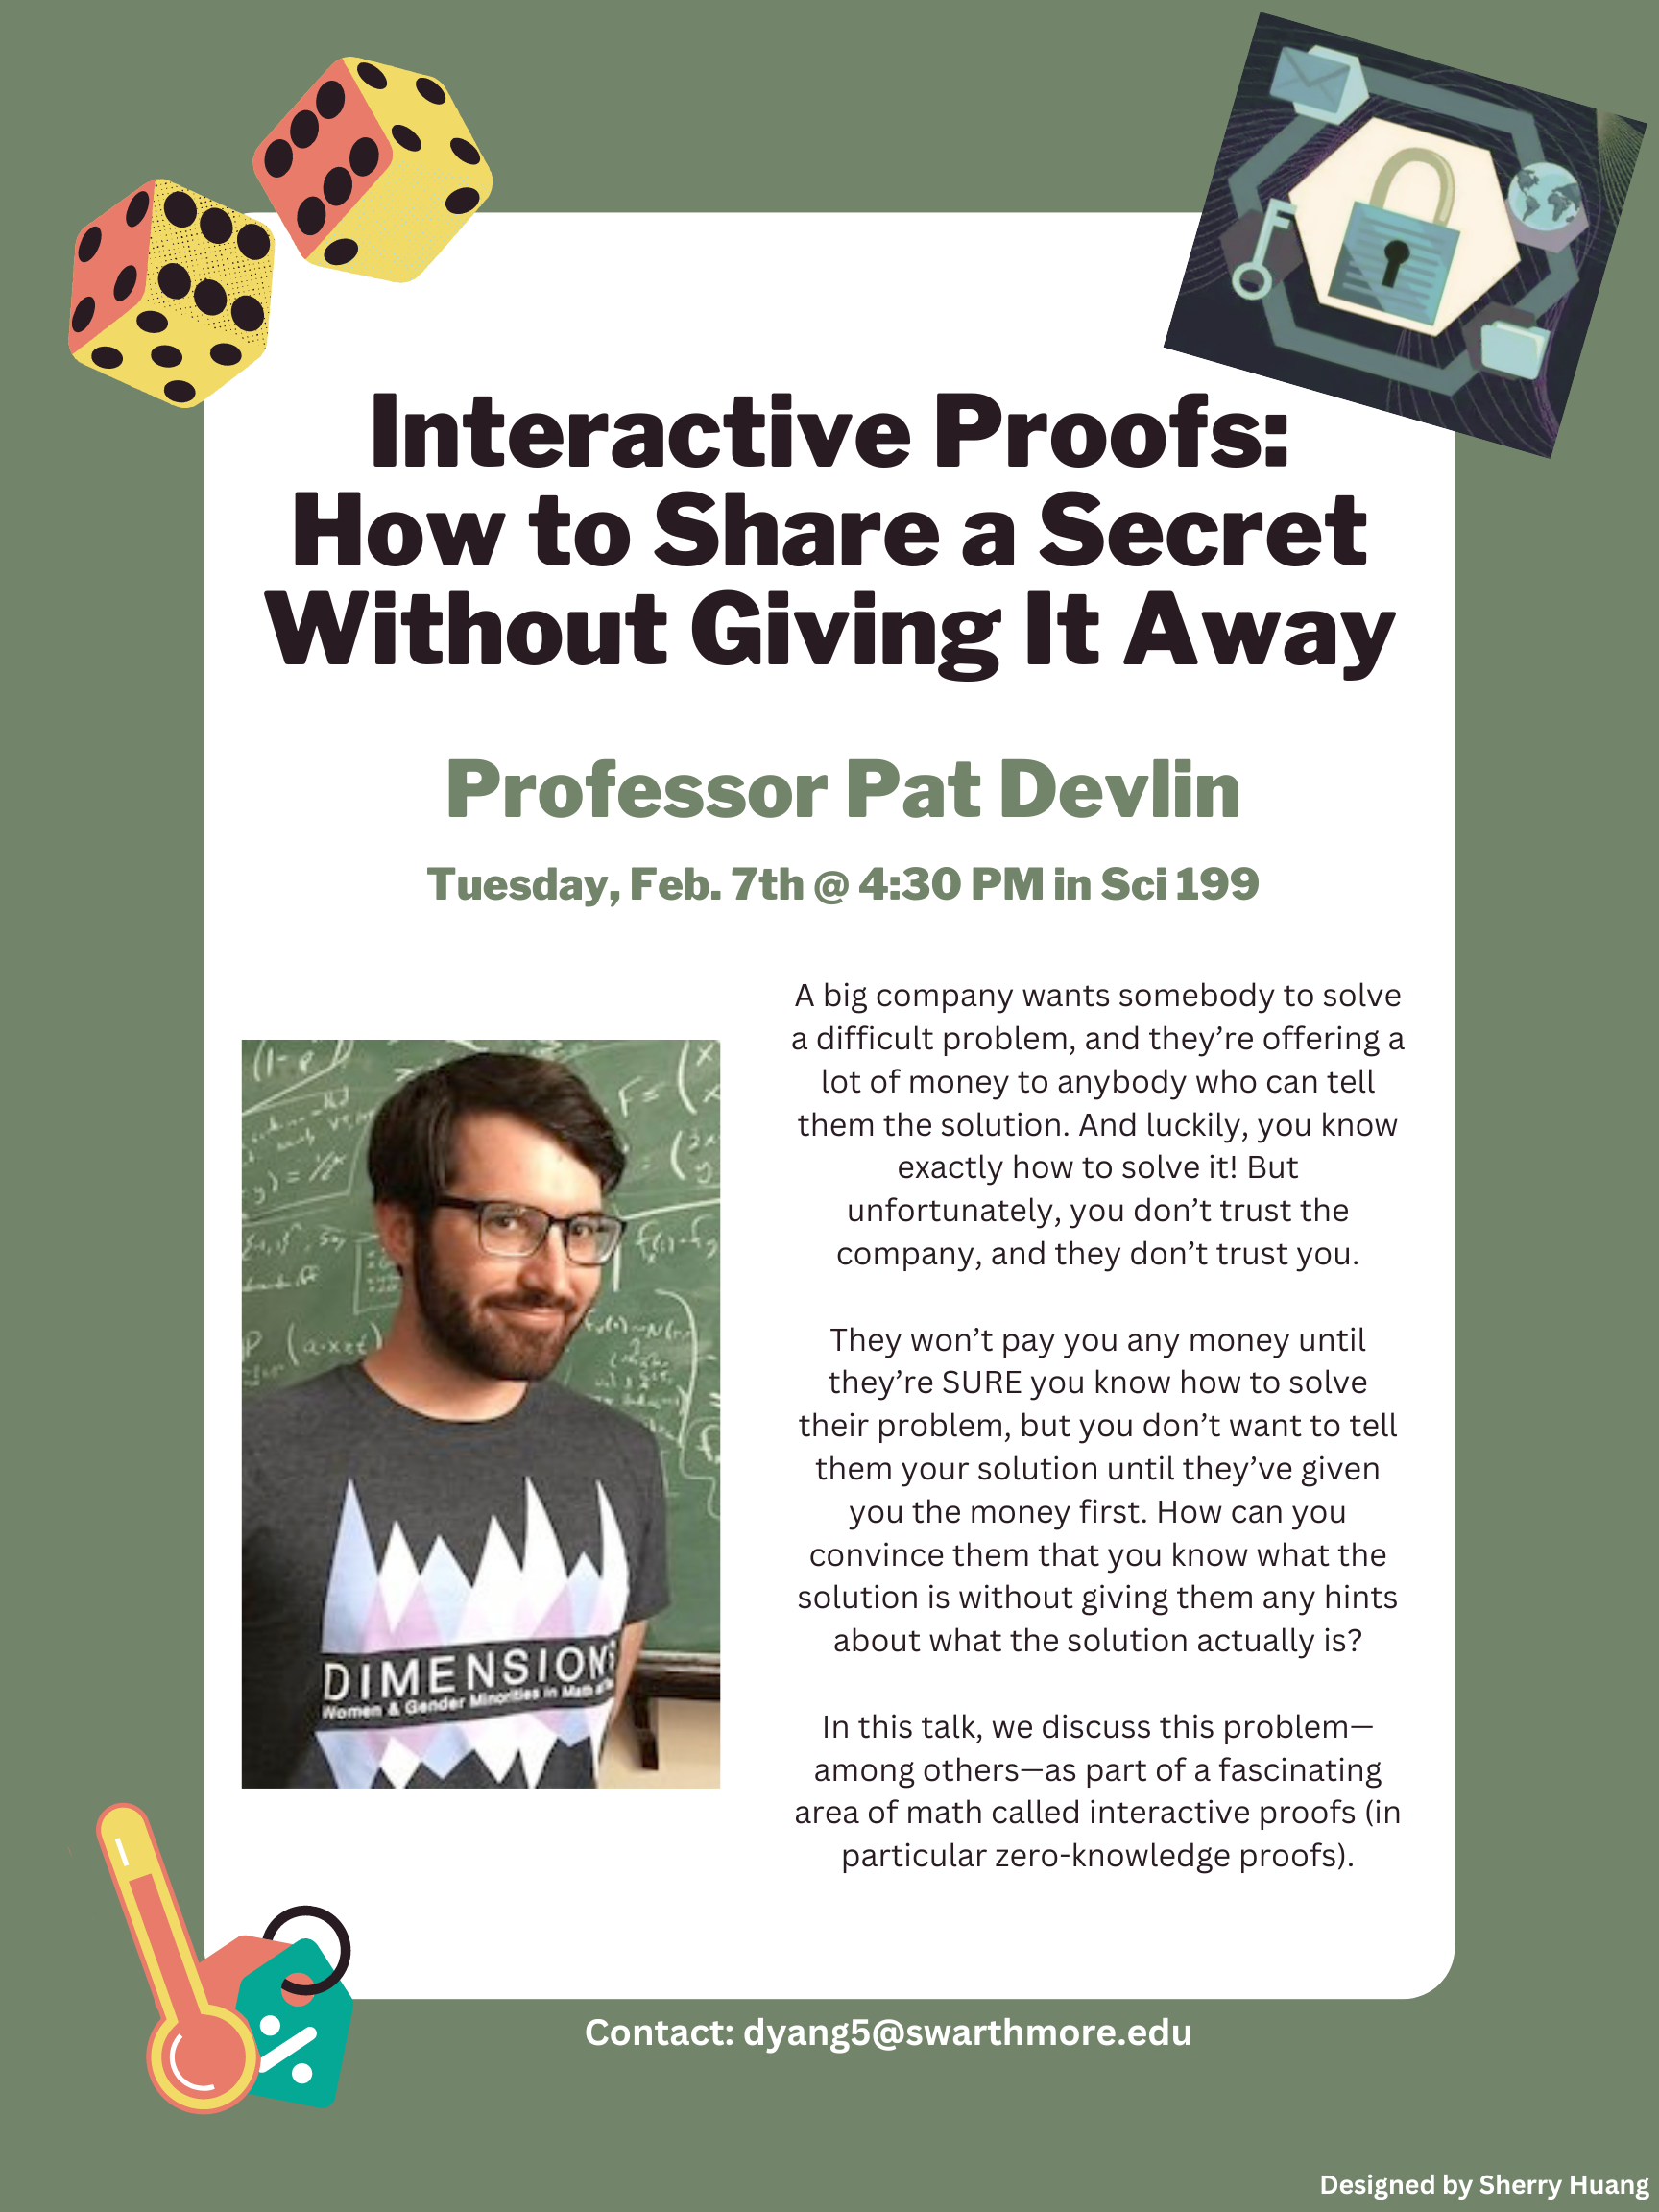 Interactive Proofs:
How to Share a Secret
Without Giving It Away
Professor Pat Devlin
Tuesday, Feb. 7th @ 4:30 PM in Sci 199
A big company wants somebody to solve
a difficult problem, and they’re offering a
lot of money to anybody who can tell
them the solution. And luckily, you know
exactly how to solve it! But
unfortunately, you don’t trust the
company, and they don’t trust you.
They won’t pay you any money until
they’re SURE you know how to solve
their problem, but you don’t want to tell
them your solution until they’ve given
you the money first. How can you
convince them that you know what the
solution is without giving them any hints
about what the solution actually is?
In this talk, we discuss this problem—
among others—as part of a fascinating
area of math called interactive proofs (in
particular zero-knowledge proofs).
(1-p)
F= (x
P (a·x±t)
DIMENSIONS
Women & Gender Minorities in Math
Contact: dyang5@swarthmore.edu
Designed by Sherry Huang